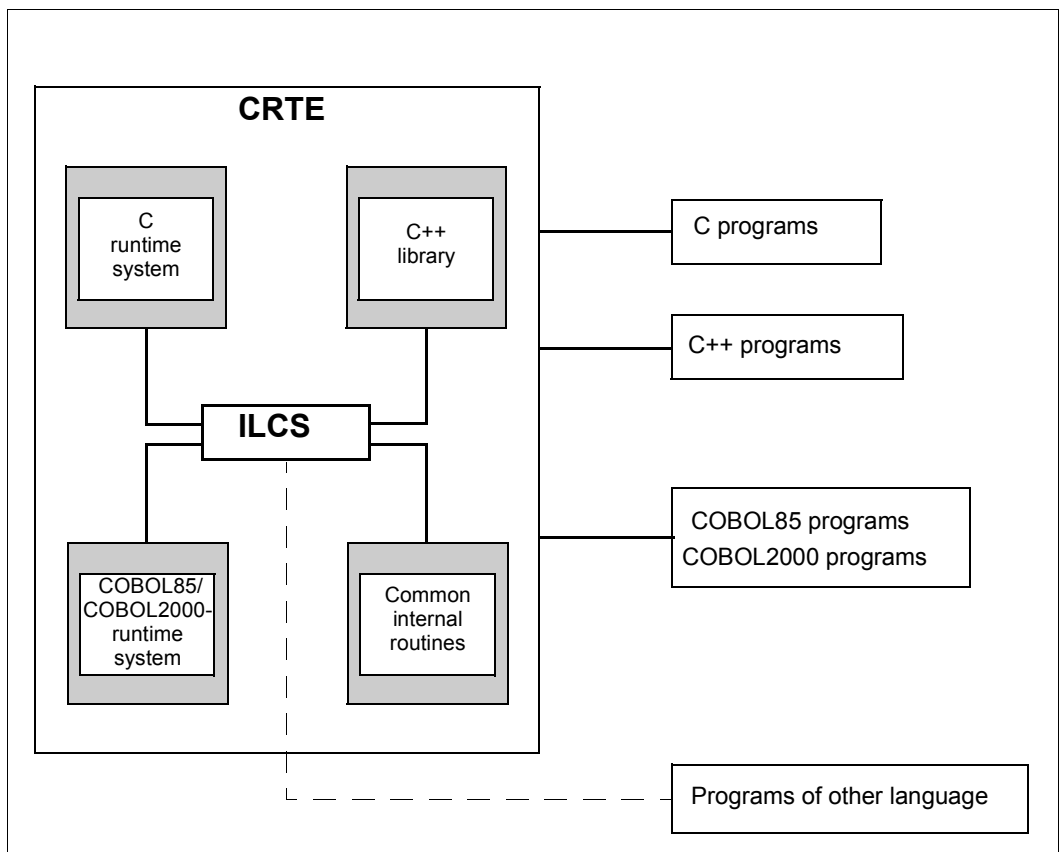 CRTE
C
runtime
system
C++
library
ILCS
COBOL85/
COBOL2000-
runtime
system
Common
internal
routines
C programs
C++ programs
COBOL85 programs
COBOL2000 programs
Programs of other language